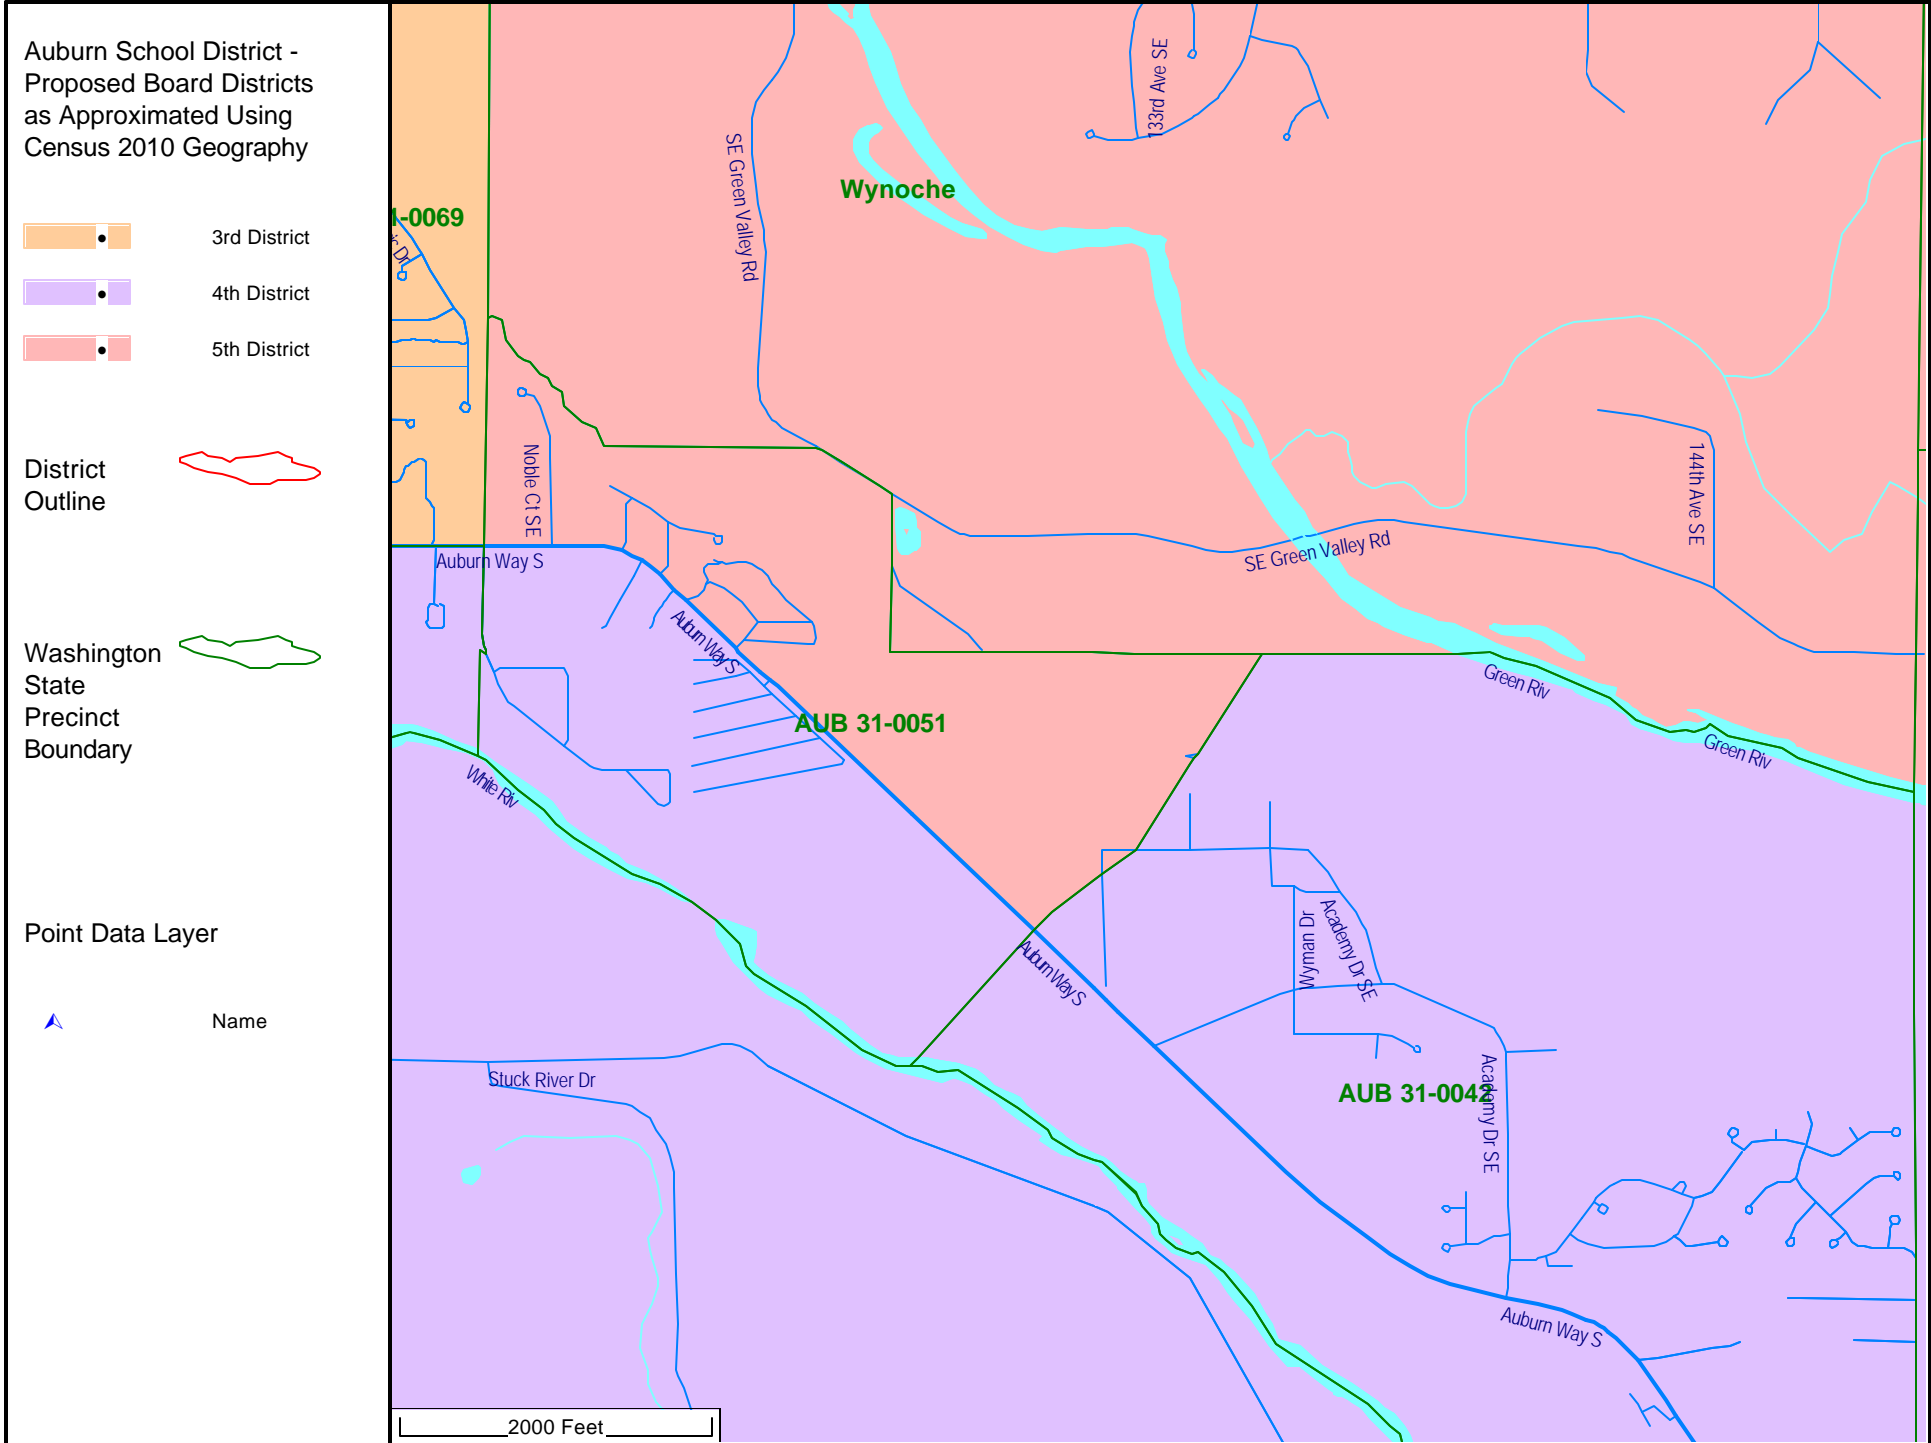 Auburn School District -
Proposed Board Districts
as Approximated Using
Census 2010 Geography
3rd District
4th District
5th District
District
Outline
Washington
State
Precinct
Boundary
Point Data Layer
Name
133rd Ave SE
SE Green Valley Rd
Wynoche
1-0069
Dr
Noble Ct SE
144th Ave SE
SE Green Valley Rd
Auburn Way S
Auburn Way S
Green Riv
AUB 31-0051
Green Riv
White Riv
Wyman Dr
Academy Dr SE
Auburn Way S
Stuck River Dr
AUB 31-0042
Academy Dr SE
Auburn Way S
2000 Feet